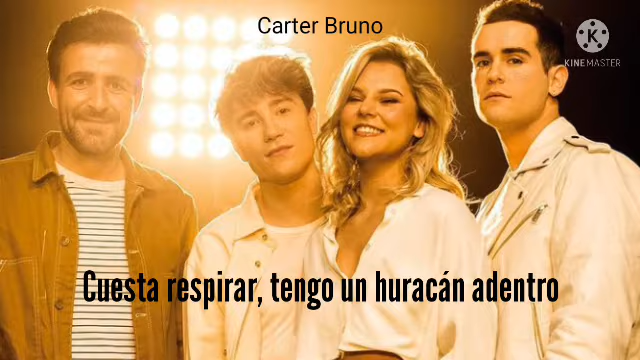 Carter Bruno
KINEMASTER
Cuesta respirar, tengo un huracán adentro